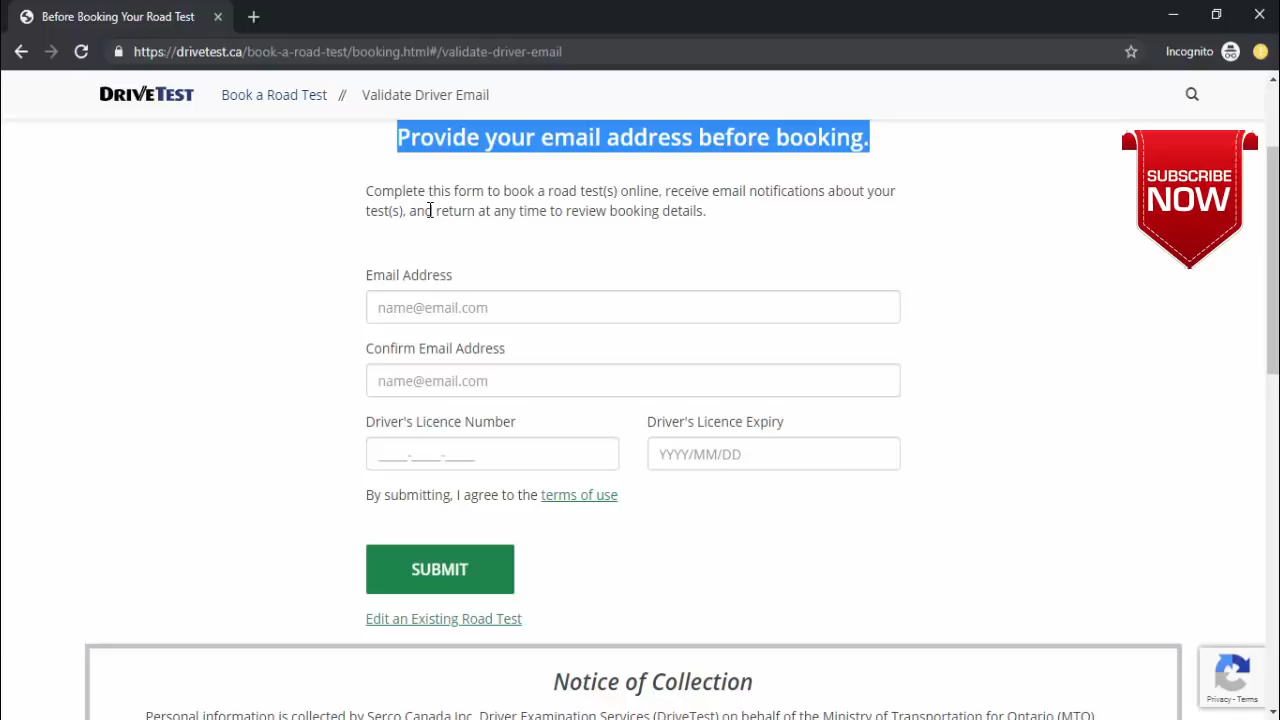 Before Booking Your Road Test
https://drivetest.ca/book-a-road-test/booking.html#/validate-driver-email
Incognito
DRIVETEST
Book a Road Test // Validate Driver Email
Provide your email address before booking.
SUBSCRIBE
NOW
Complete this form to book a road test(s) online, receive email notifications about your
test(s), and return at any time to review booking details.
Email Address
name@email.com
Confirm Email Address
name@email.com
Driver's Licence Number
Driver's Licence Expiry
_____-_____-_____
YYYY/MM/DD
By submitting, I agree to the terms of use
SUBMIT
Edit an Existing Road Test
Notice of Collection
Privacy - Terms
Personal information is collected by Serco Canada Inc. Driver Examination Services (DriveTest) on behalf of the Ministry of Transportation for Ontario (MTO)